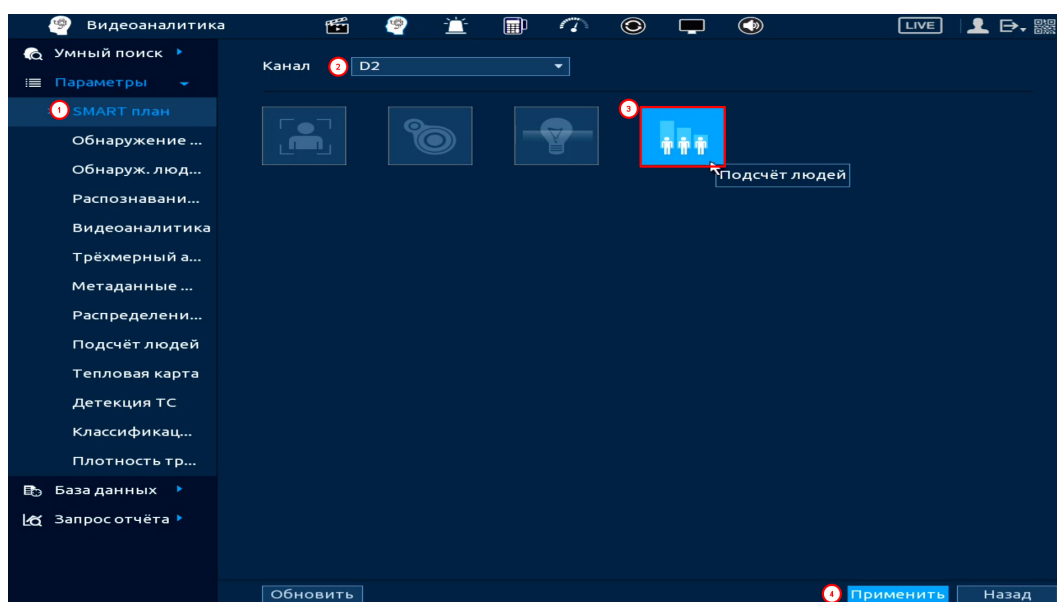 Видеоаналитика
LIVE
Умный поиск
Параметры
1 SMART план
Обнаружение ...
Обнаруж. люд...
Распознавани...
Видеоаналитика
Трёхмерный а...
Метаданные ...
Распределени...
Подсчёт людей
Тепловая карта
Детекция ТС
Классификац...
Плотность тр...
База данных
Запрос отчёта
Канал 2 D2
3
Подсчёт людей
Обновить
4 Применить
Назад